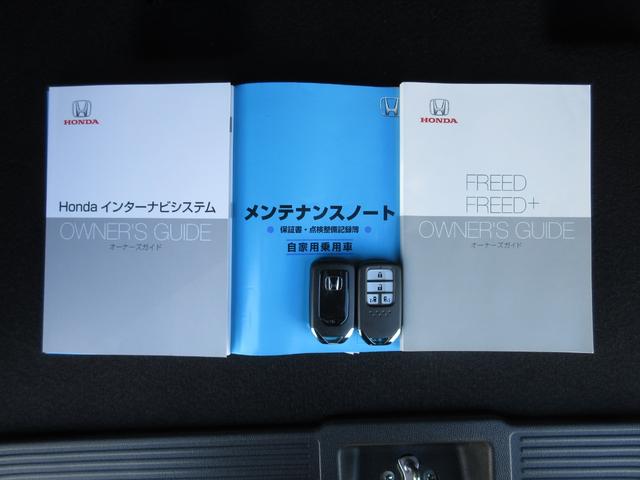 HONDA
Honda インターナビシステム
OWNER'S GUIDE
オーナーズガイド
メンテナンスノート
● 保証書・点検整備記録簿 ●
自家用乗用車
HONDA
FREED
FREED+
OWNER'S GUIDE
オーナーズガイド